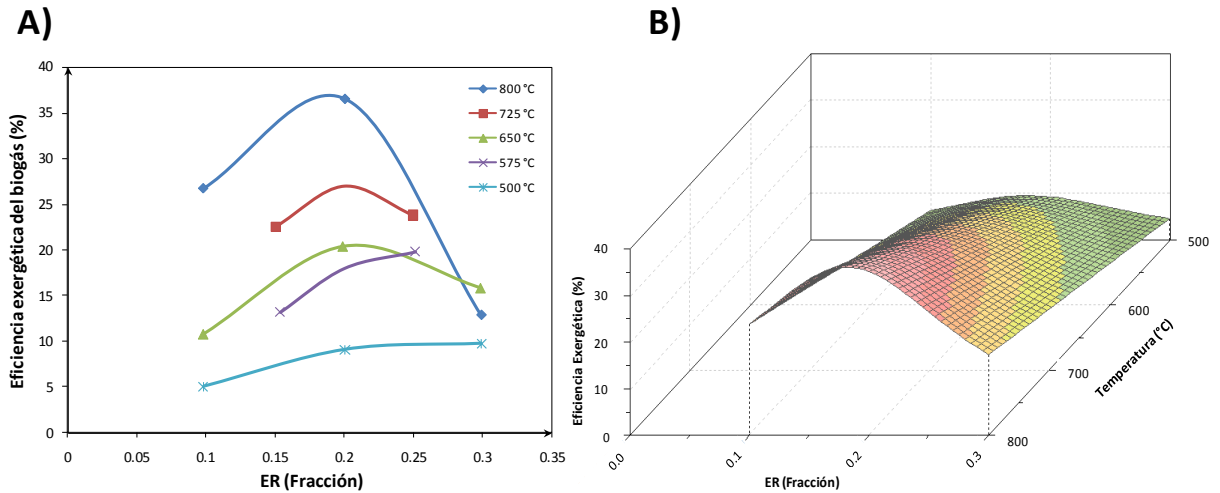 A)
Eficiencia exergética del biogás (%)
40
35
30
25
20
15
10
5
0
800 °C
725 °C
650 °C
575 °C
500 °C
0
0.05
0.1
0.15
0.2
0.25
0.3
0.35
ER (Fracción)
B)
Eficiencia Exergética (%)
40
30
20
10
0
0.0
0.1
0.2
0.3
ER (Fracción)
500
600
700
800
Temperatura (°C)